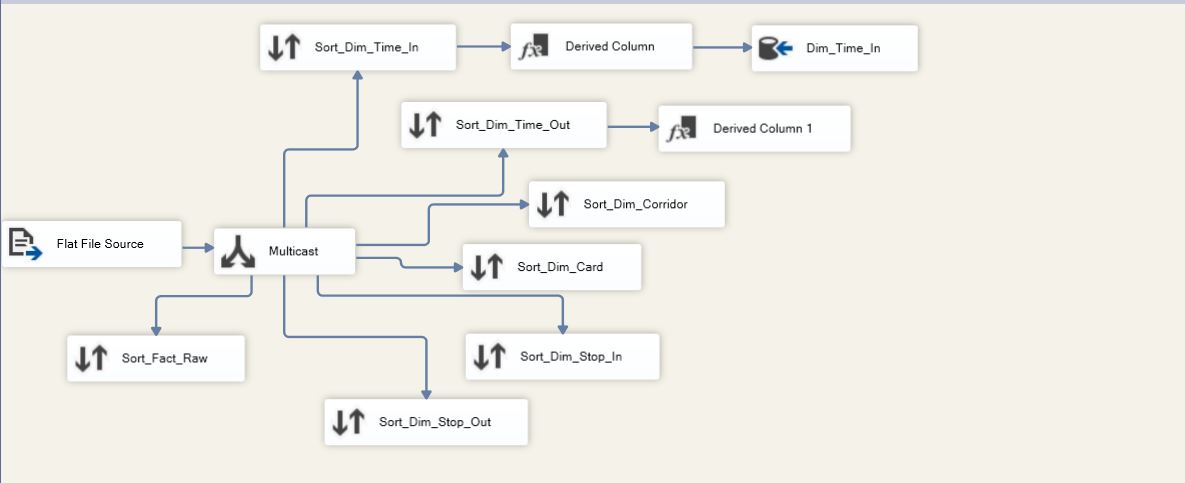 Sort_Dim_Time_In
Derived Column
Dim_Time_In
Sort_Dim_Time_Out
Derived Column 1
Sort_Dim_Corridor
Flat File Source
Multicast
Sort_Dim_Card
Sort_Fact_Raw
Sort_Dim_Stop_In
Sort_Dim_Stop_Out